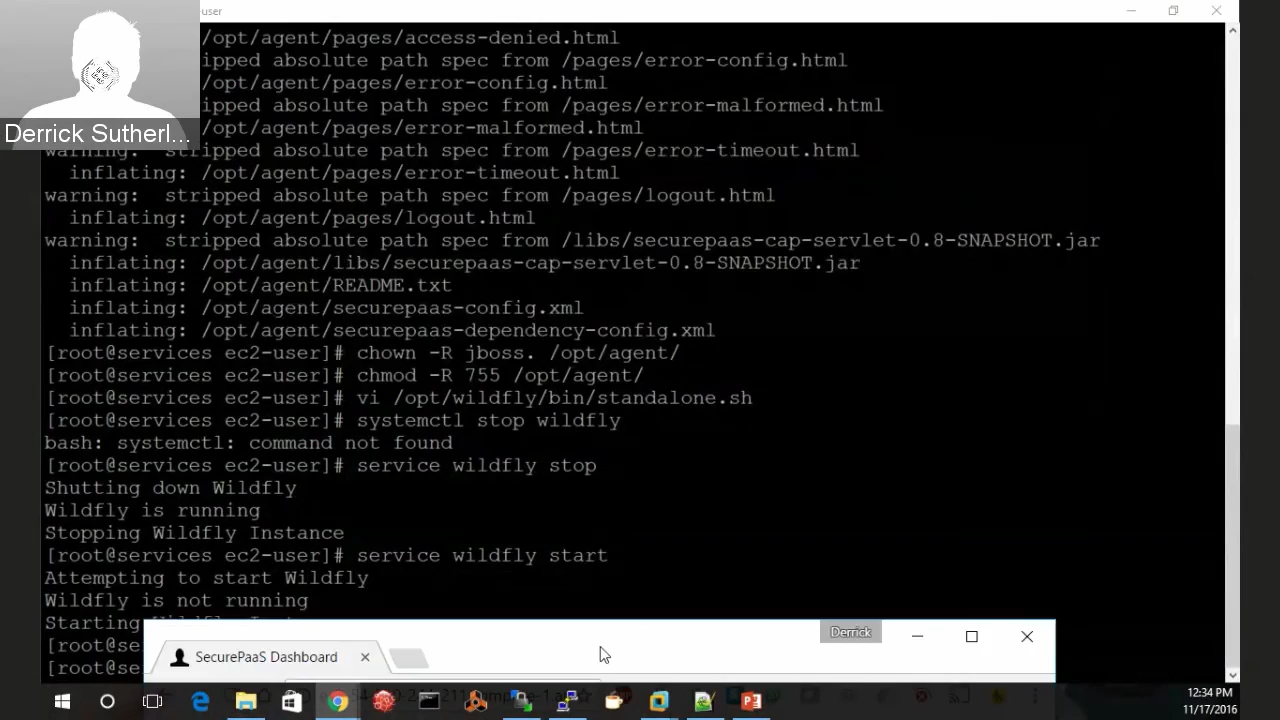 user
/opt/agent/pages/access-denied.html
ipped absolute path spec from /pages/error-config.html
/opt/agent/pages/error-config.html
ipped absolute path spec from /pages/error-malformed.html
/opt/agent/pages/error-malformed.html
Derrick Sutherl...
warning:  stripped absolute path spec from /pages/error-timeout.html
inflating: /opt/agent/pages/error-timeout.html
warning:  stripped absolute path spec from /pages/logout.html
inflating: /opt/agent/pages/logout.html
warning:  stripped absolute path spec from /libs/securepaas-cap-servlet-0.8-SNAPSHOT.jar
inflating: /opt/agent/libs/securepaas-cap-servlet-0.8-SNAPSHOT.jar
inflating: /opt/agent/README.txt
inflating: /opt/agent/securepaas-config.xml
inflating: /opt/agent/securepaas-dependency-config.xml
[root@services ec2-user]# chown -R jboss. /opt/agent/
[root@services ec2-user]# chmod -R 755 /opt/agent/
[root@services ec2-user]# vi /opt/wildfly/bin/standalone.sh
[root@services ec2-user]# systemctl stop wildfly
bash: systemctl: command not found
[root@services ec2-user]# service wildfly stop
Shutting down Wildfly
Wildfly is running
Stopping Wildfly Instance
[root@services ec2-user]# service wildfly start
Attempting to start Wildfly
Wildfly is not running
Starting
[root@se
[root@se
Derrick
SecurePaaS Dashboard
12:34 PM
11/17/2016